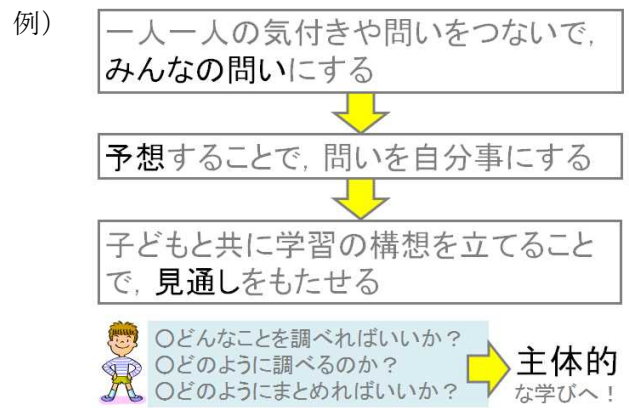 例）
一人一人の気付きや問いをつないで,
みんなの問いにする
予想することで, 問いを自分事にする
子どもと共に学習の構想を立てること
で, 見通しをもたせる
〇どんなことを調べればいいか？
〇どのように調べるのか？
〇どのようにまとめればいいか？
主体的
な学びへ！